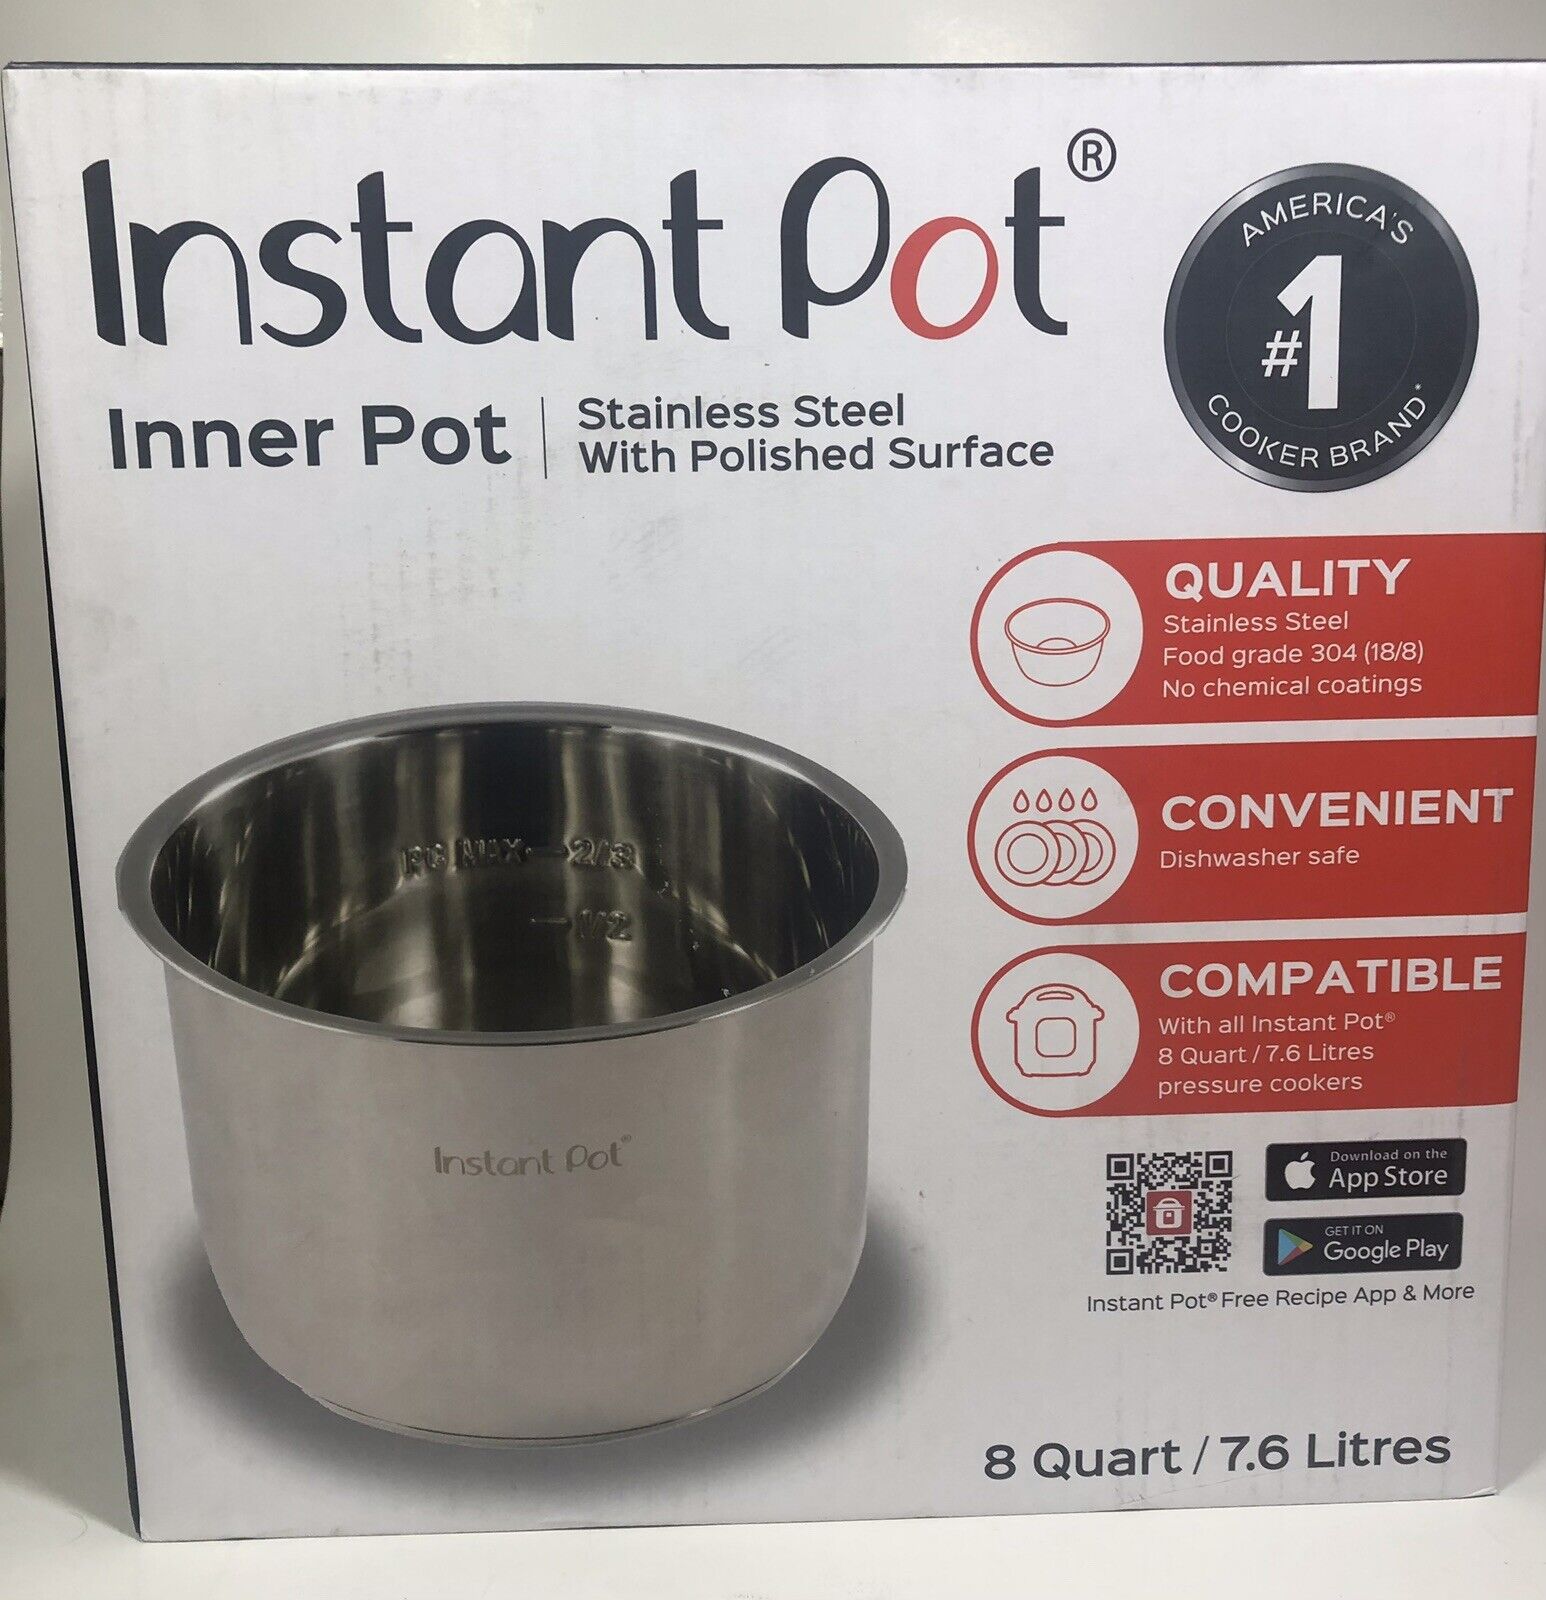 Instant Pot®
Inner Pot
Stainless Steel
With Polished Surface
AMERICA'S
#1
COOKER BRAND*
QUALITY
Stainless Steel
Food grade 304 (18/8)
No chemical coatings
CONVENIENT
Dishwasher safe
COMPATIBLE
With all Instant Pot®
8 Quart / 7.6 Litres
pressure cookers
PC MAX — 2/3
— 1/2
Instant Pot®
Download on the
App Store
GET IT ON
Google Play
Instant Pot® Free Recipe App & More
8 Quart / 7.6 Litres